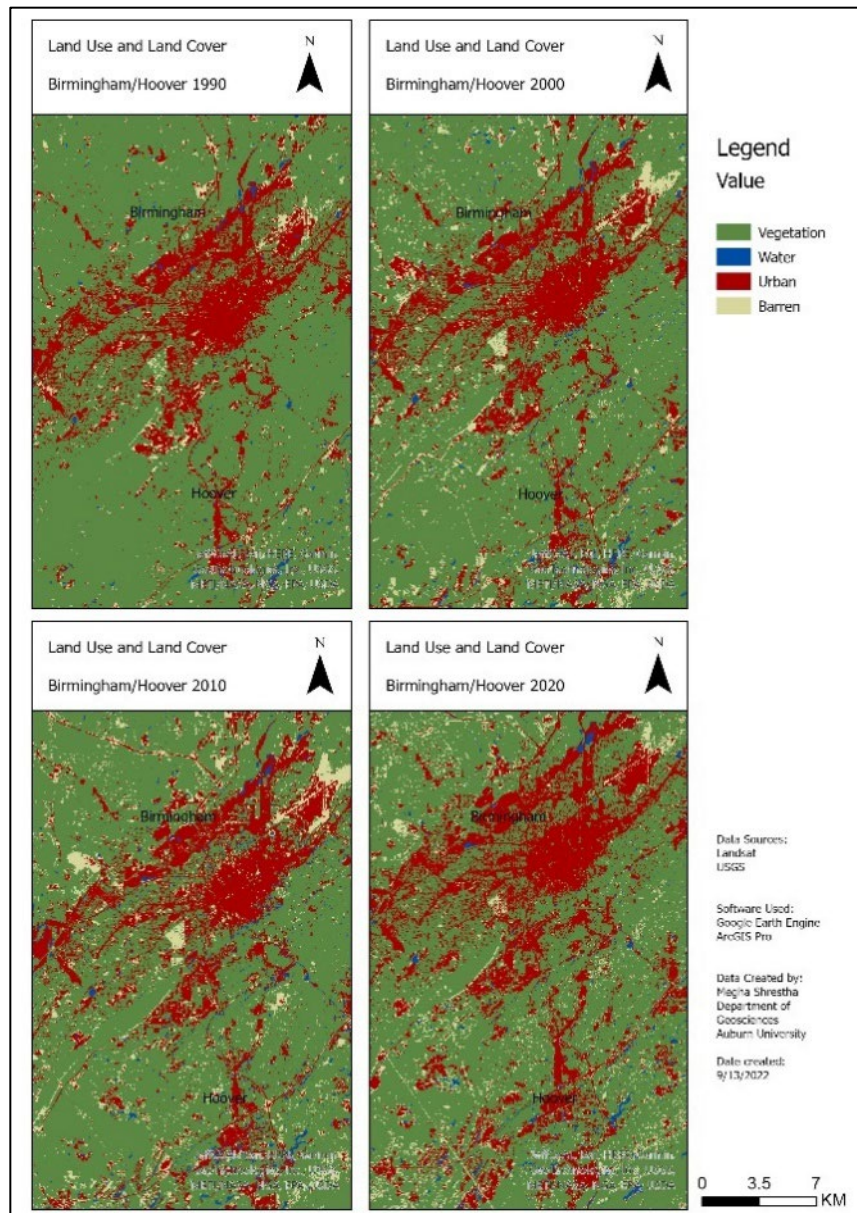 Land Use and Land Cover
N
Birmingham/Hoover 1990
Birmingham
Hoover
Land Use and Land Cover
N
Birmingham/Hoover 2000
Birmingham
Hoover
Legend
Value
Vegetation
Water
Urban
Barren
Land Use and Land Cover
N
Birmingham/Hoover 2010
Birmingham
Hoover
Land Use and Land Cover
N
Birmingham/Hoover 2020
Birmingham
Hoover
Data Sources:
Landsat
USGS
Software Used:
Google Earth Engine
ArcGIS Pro
Data Created by:
Megha Shrestha
Department of
Geosciences
Auburn University
Date created:
9/13/2022
0 3.5 7
KM